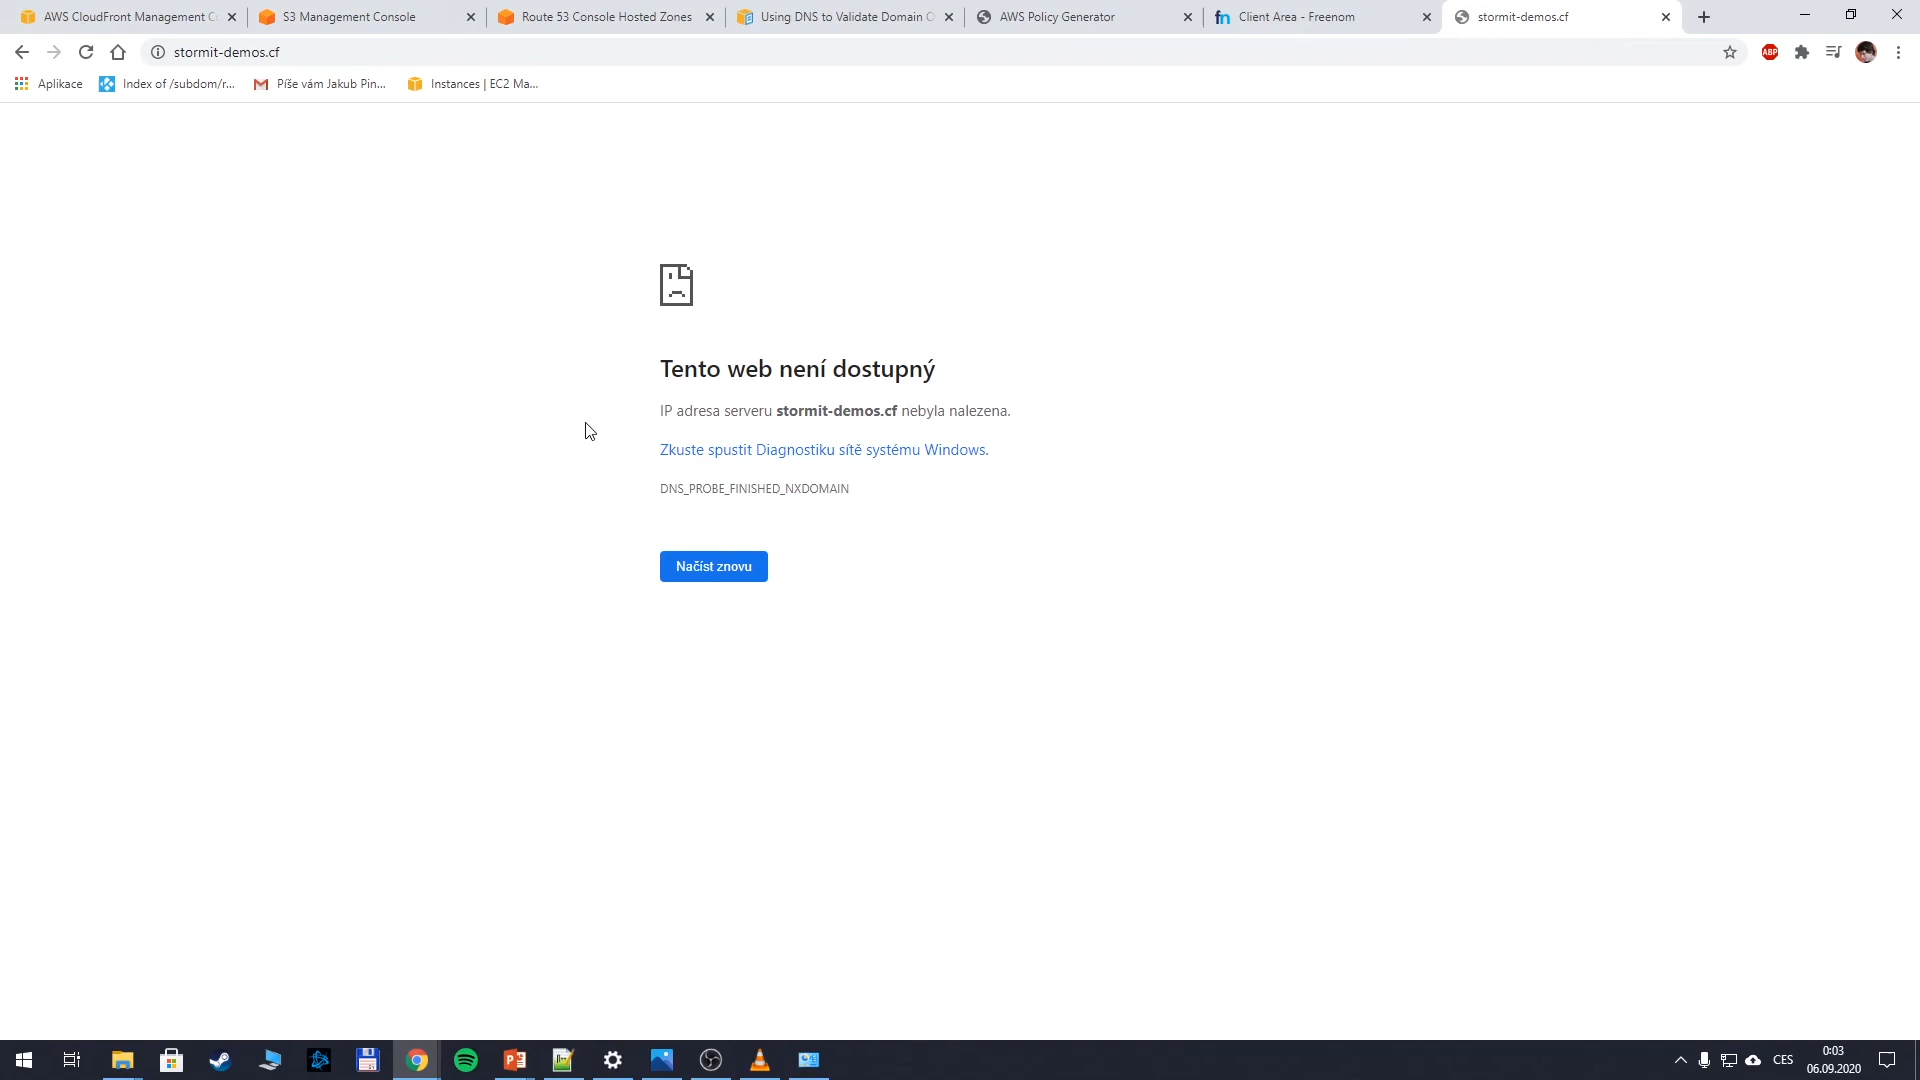 AWS CloudFront Management C
S3 Management Console
Route 53 Console Hosted Zones
Using DNS to Validate Domain O
AWS Policy Generator
fn Client Area - Freenom
stormit-demos.cf
stormit-demos.cf
ABP
Aplikace
Index of /subdom/r...
Píše vám Jakub Pin...
Instances | EC2 Ma...
Tento web není dostupný
IP adresa serveru stormit-demos.cf nebyla nalezena.
Zkuste spustit Diagnostiku sítě systému Windows.
DNS_PROBE_FINISHED_NXDOMAIN
Načíst znovu
CES
0:03
06.09.2020